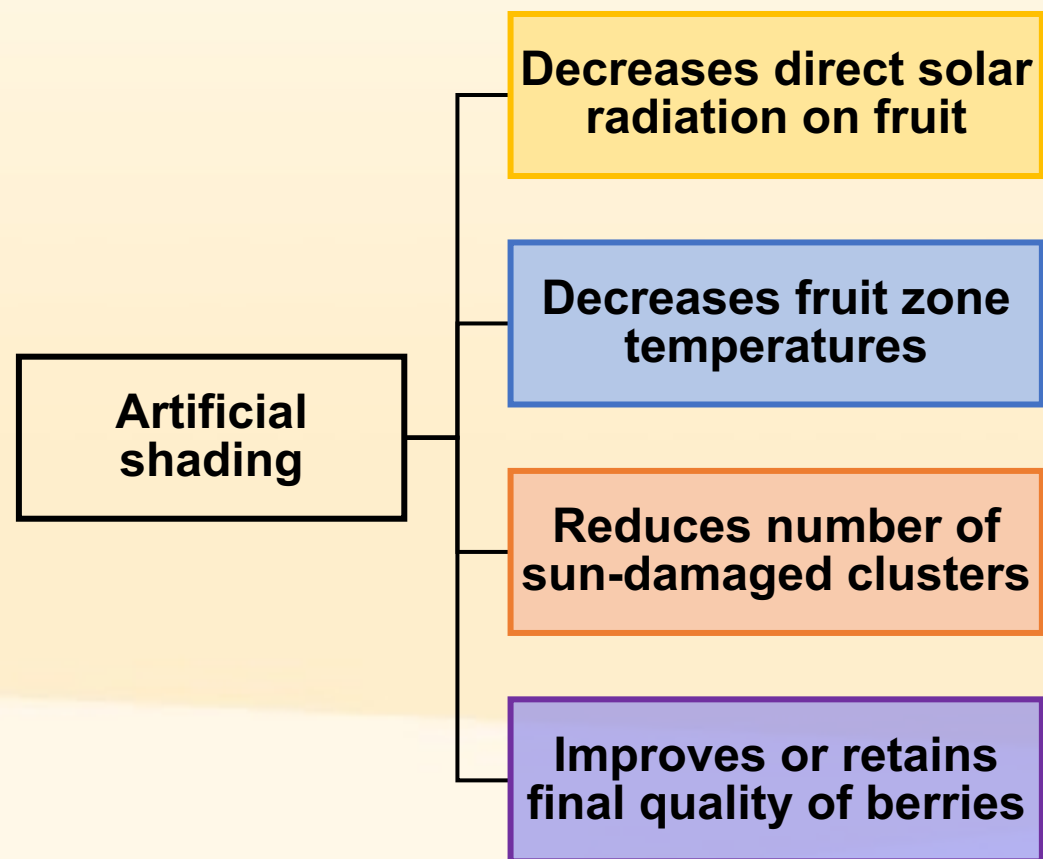 Artificial
shading
Decreases direct solar
radiation on fruit
Decreases fruit zone
temperatures
Reduces number of
sun-damaged clusters
Improves or retains
final quality of berries